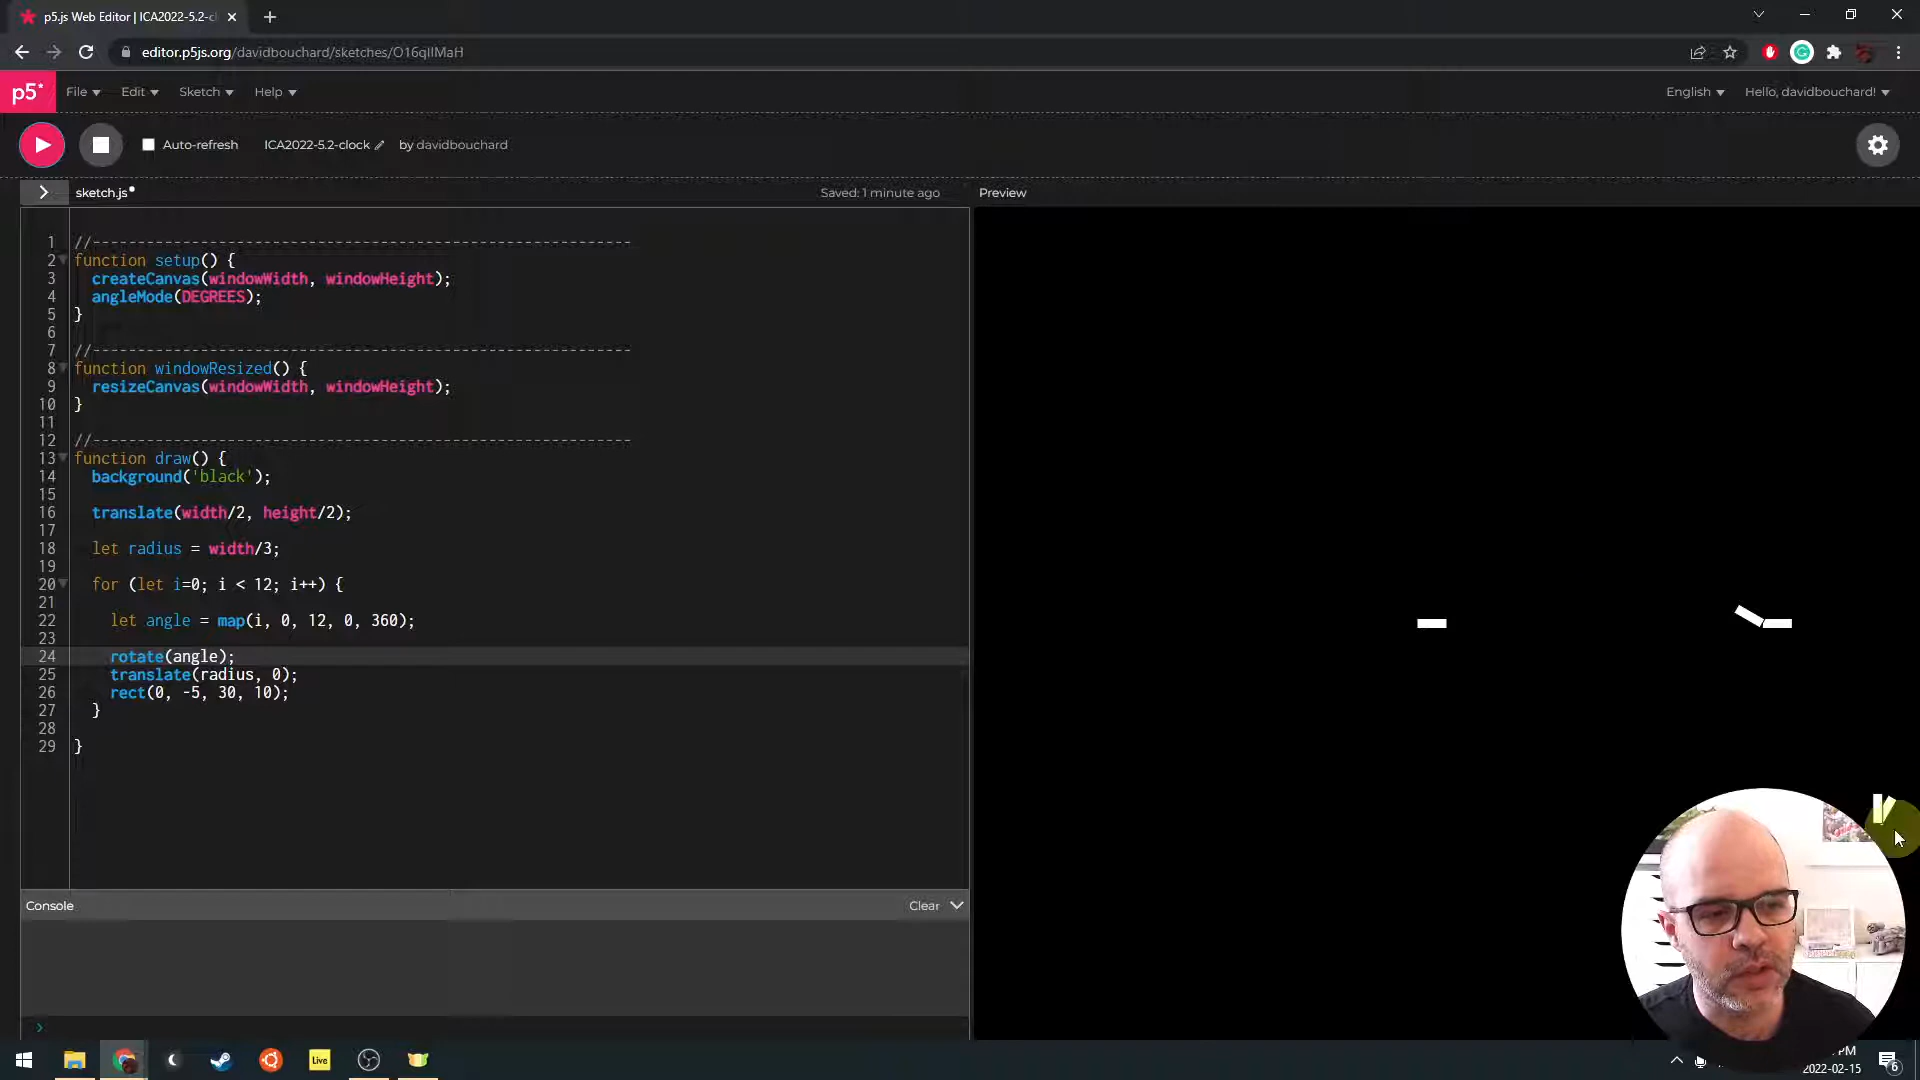 p5.js Web Editor | ICA2022-5.2-cl
editor.p5js.org/davidbouchard/sketches/O16qIlMaH
p5* File Edit Sketch Help English Hello, davidbouchard!
Auto-refresh ICA2022-5.2-clock by davidbouchard
sketch.js• Saved: 1 minute ago Preview
1 //------------------------------------------------------------
2 function setup() {
3 createCanvas(windowWidth, windowHeight);
4 angleMode(DEGREES);
5 }
6
7 //------------------------------------------------------------
8 function windowResized() {
9 resizeCanvas(windowWidth, windowHeight);
10 }
11
12 //------------------------------------------------------------
13 function draw() {
14 background('black');
15
16 translate(width/2, height/2);
17
18 let radius = width/3;
19
20 for (let i=0; i < 12; i++) {
21
22 let angle = map(i, 0, 12, 0, 360);
23
24 rotate(angle);
25 translate(radius, 0);
26 rect(0, -5, 30, 10);
27 }
28
29 }
Console Clear
Live
PM
2022-02-15
6